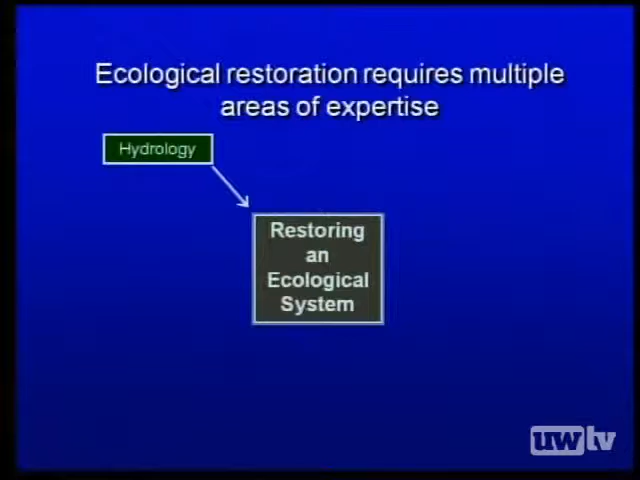 Ecological restoration requires multiple
areas of expertise
Hydrology
Restoring
an
Ecological
System
uwtv